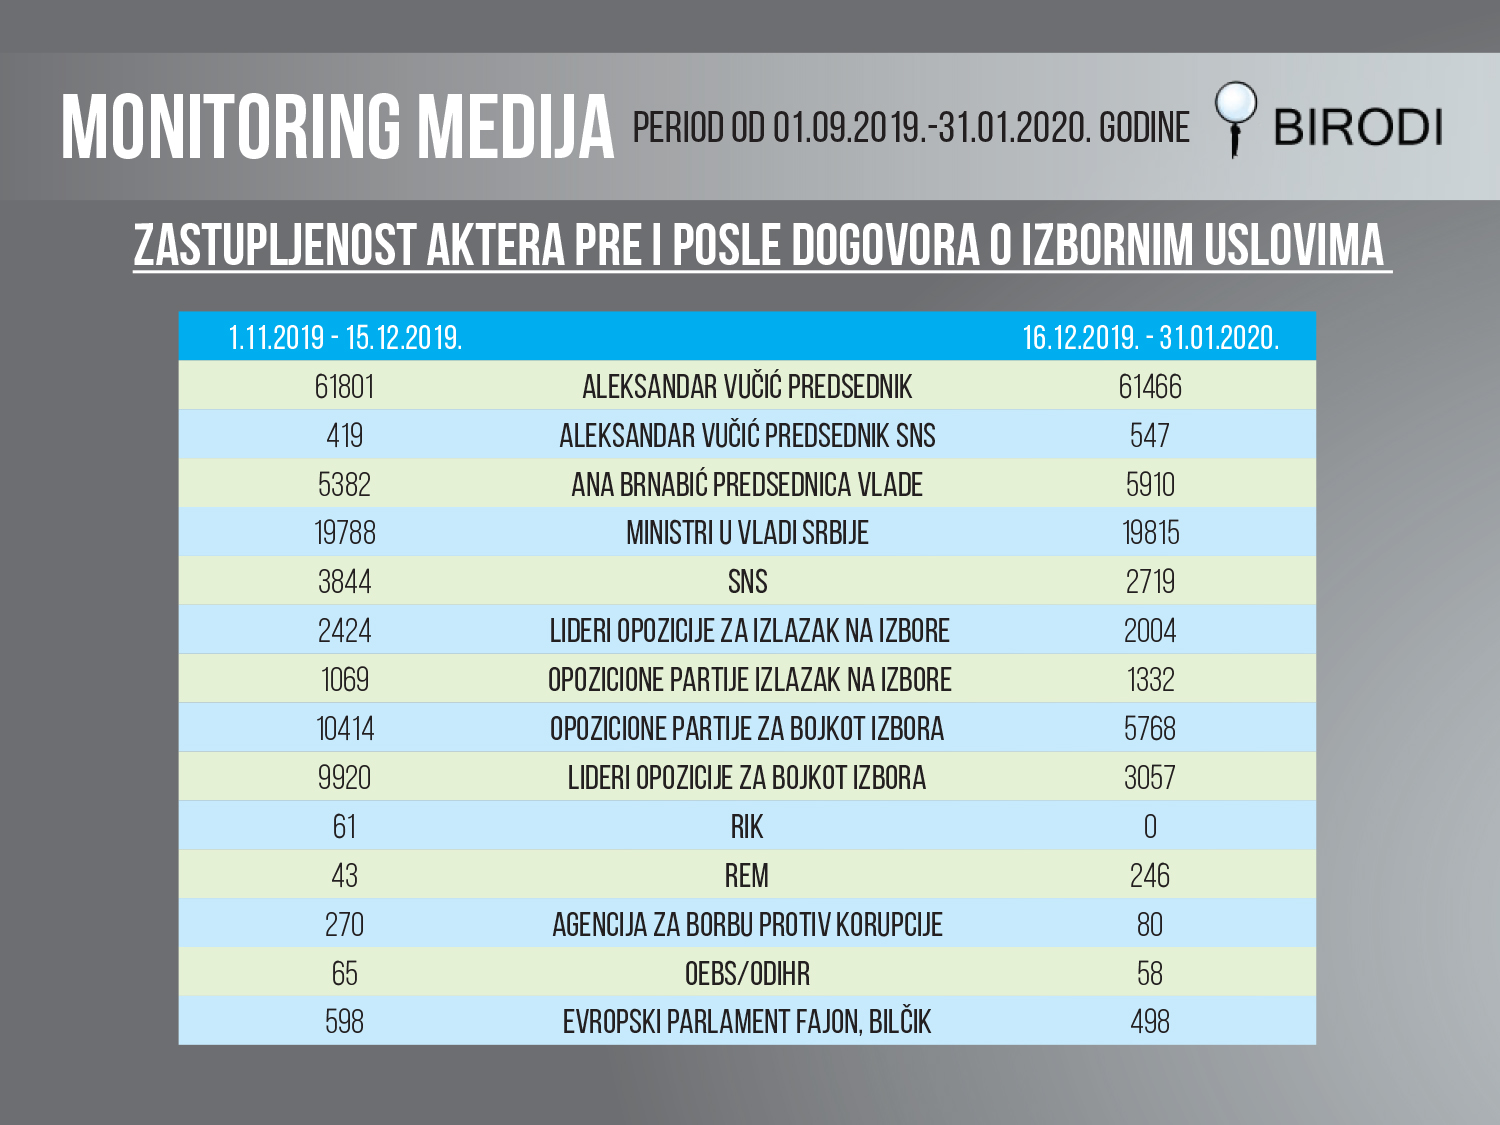 MONITORING MEDIJA PERIOD OD 01.09.2019.-31.01.2020. GODINE BIRODI
ZASTUPLJENOST AKTERA PRE I POSLE DOGOVORA O IZBORNIM USLOVIMA
1.11.2019 - 15.12.2019. 16.12.2019. - 31.01.2020.
61801 ALEKSANDAR VUČIĆ PREDSEDNIK 61466
419 ALEKSANDAR VUČIĆ PREDSEDNIK SNS 547
5382 ANA BRNABIĆ PREDSEDNICA VLADE 5910
19788 MINISTRI U VLADI SRBIJE 19815
3844 SNS 2719
2424 LIDERI OPOZICIJE ZA IZLAZAK NA IZBORE 2004
1069 OPOZICIONE PARTIJE IZLAZAK NA IZBORE 1332
10414 OPOZICIONE PARTIJE ZA BOJKOT IZBORA 5768
9920 LIDERI OPOZICIJE ZA BOJKOT IZBORA 3057
61 RIK 0
43 REM 246
270 AGENCIJA ZA BORBU PROTIV KORUPCIJE 80
65 OEBS/ODIHR 58
598 EVROPSKI PARLAMENT FAJON, BILČIK 498